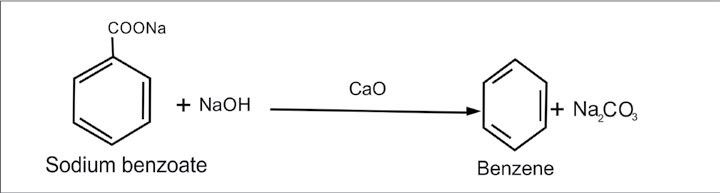 COONa
+ NaOH
CaO
+ Na₂CO₃
Sodium benzoate
Benzene